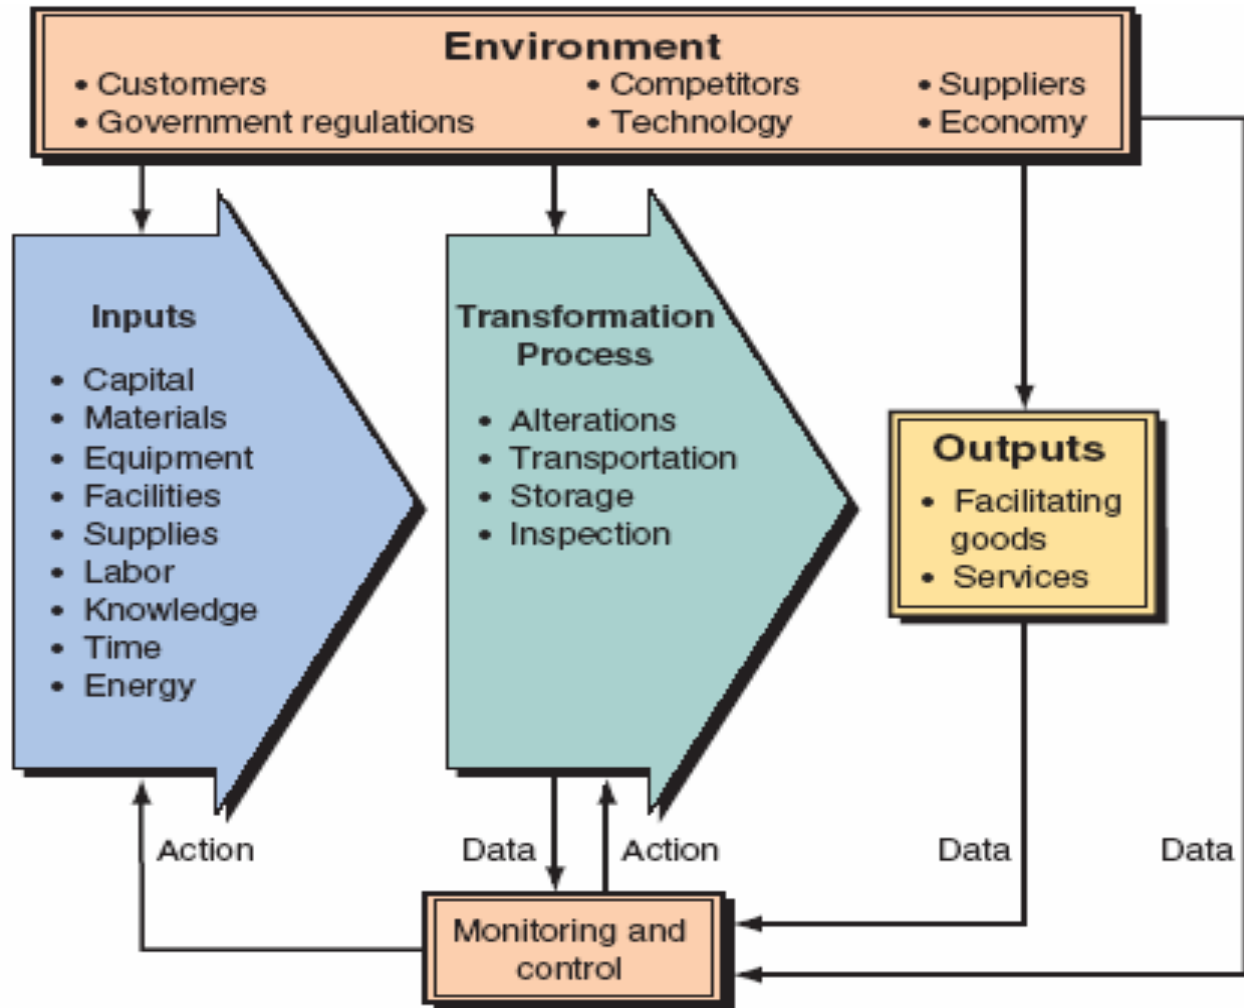 Environment
• Customers
• Government regulations
• Competitors
• Technology
• Suppliers
• Economy
Inputs
• Capital
• Materials
• Equipment
• Facilities
• Supplies
• Labor
• Knowledge
• Time
• Energy
Transformation
Process
• Alterations
• Transportation
• Storage
• Inspection
Outputs
• Facilitating
goods
• Services
Action
Data
Action
Data
Data
Monitoring and
control